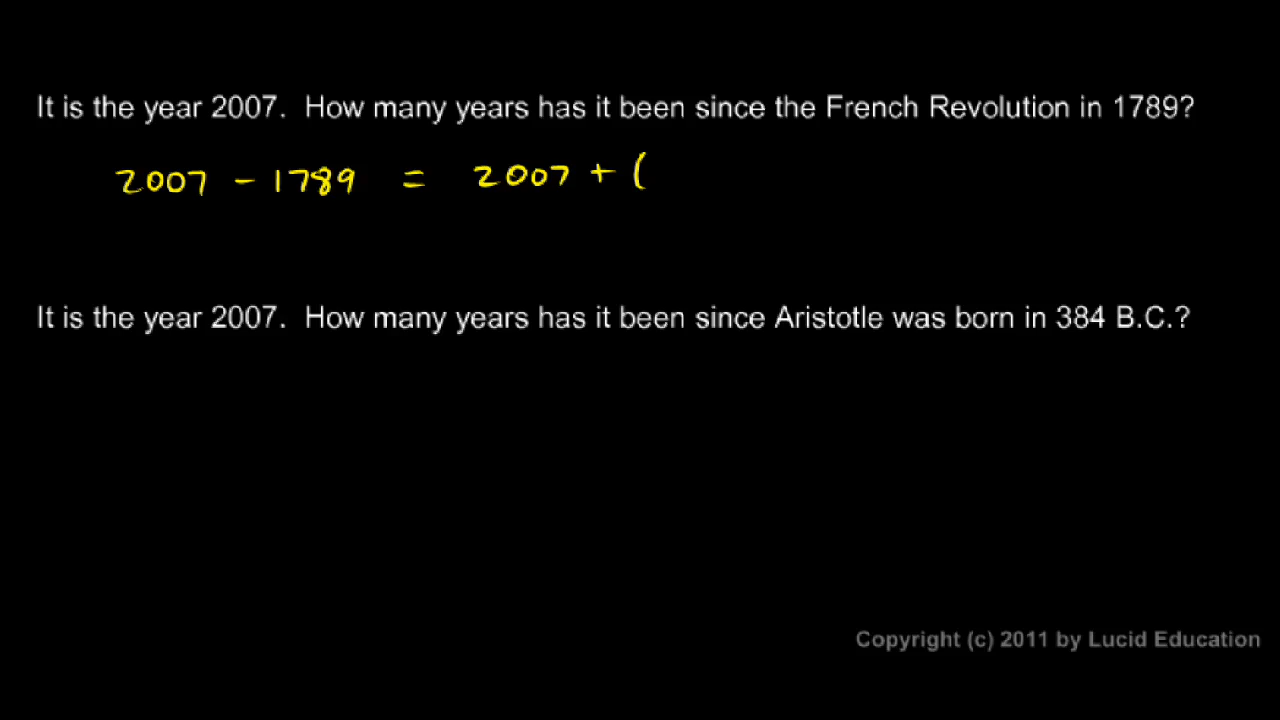 It is the year 2007.  How many years has it been since the French Revolution in 1789?
2007 - 1789 = 2007 + (
It is the year 2007.  How many years has it been since Aristotle was born in 384 B.C.?
Copyright (c) 2011 by Lucid Education